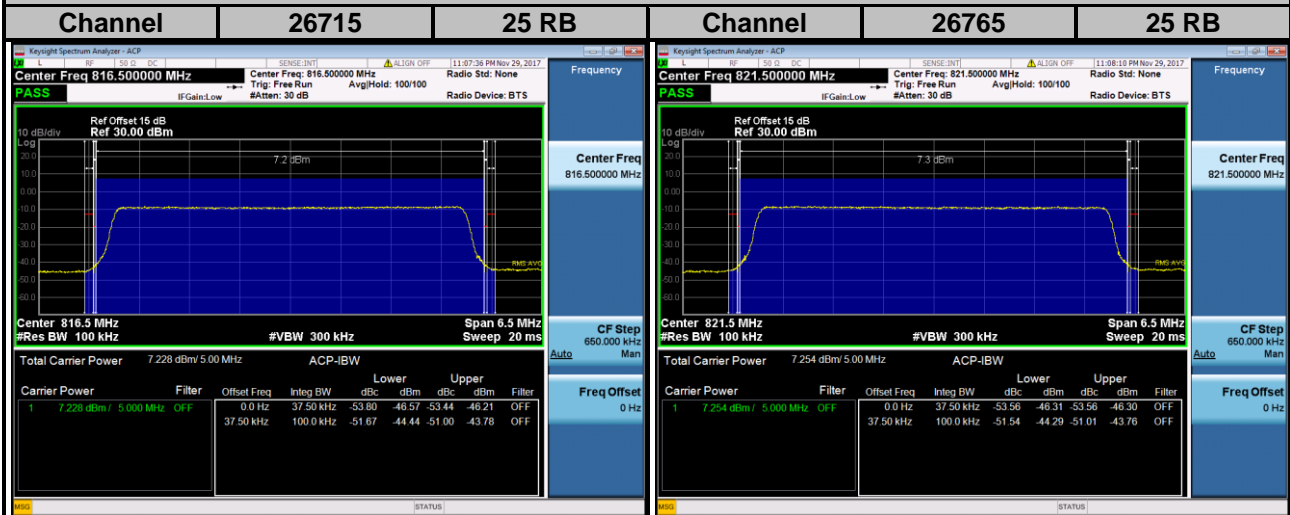 Channel 26715 25 RB Channel 26765 25 RB
Keysight Spectrum Analyzer - ACP
L RF 50 Ω DC SENSE:INT ALIGN OFF 11:07:36 PM Nov 29, 2017
Center Freq 816.500000 MHz Center Freq: 816.500000 MHz Radio Std: None Frequency
Trig: Free Run Avg|Hold: 100/100
PASS IFGain:Low #Atten: 30 dB Radio Device: BTS
Ref Offset 15 dB
10 dB/div Ref 30.00 dBm
Log
20.0
10.0
0.00
-10.0
-20.0
-30.0
-40.0
-50.0
-60.0
7.2 dBm
RMS AVG
Center Freq
816.500000 MHz
Center 816.5 MHz Span 6.5 MHz
#Res BW 100 kHz #VBW 300 kHz Sweep 20 ms
CF Step
650.000 kHz
Auto Man
Total Carrier Power 7.228 dBm/ 5.00 MHz ACP-IBW
Lower Upper
Carrier Power Filter Offset Freq Integ BW dBc dBm dBc dBm Filter
1 7.228 dBm / 5.000 MHz OFF 0.0 Hz 37.50 kHz -53.80 -46.57 -53.44 -46.21 OFF
37.50 kHz 100.0 kHz -51.67 -44.44 -51.00 -43.78 OFF
Freq Offset
0 Hz
MSG STATUS
Keysight Spectrum Analyzer - ACP
L RF 50 Ω DC SENSE:INT ALIGN OFF 11:08:10 PM Nov 29, 2017
Center Freq 821.500000 MHz Center Freq: 821.500000 MHz Radio Std: None Frequency
Trig: Free Run Avg|Hold: 100/100
PASS IFGain:Low #Atten: 30 dB Radio Device: BTS
Ref Offset 15 dB
10 dB/div Ref 30.00 dBm
Log
20.0
10.0
0.00
-10.0
-20.0
-30.0
-40.0
-50.0
-60.0
7.3 dBm
RMS AVG
Center Freq
821.500000 MHz
Center 821.5 MHz Span 6.5 MHz
#Res BW 100 kHz #VBW 300 kHz Sweep 20 ms
CF Step
650.000 kHz
Auto Man
Total Carrier Power 7.254 dBm/ 5.00 MHz ACP-IBW
Lower Upper
Carrier Power Filter Offset Freq Integ BW dBc dBm dBc dBm Filter
1 7.254 dBm / 5.000 MHz OFF 0.0 Hz 37.50 kHz -53.56 -46.31 -53.56 -46.30 OFF
37.50 kHz 100.0 kHz -51.54 -44.29 -51.01 -43.76 OFF
Freq Offset
0 Hz
MSG STATUS